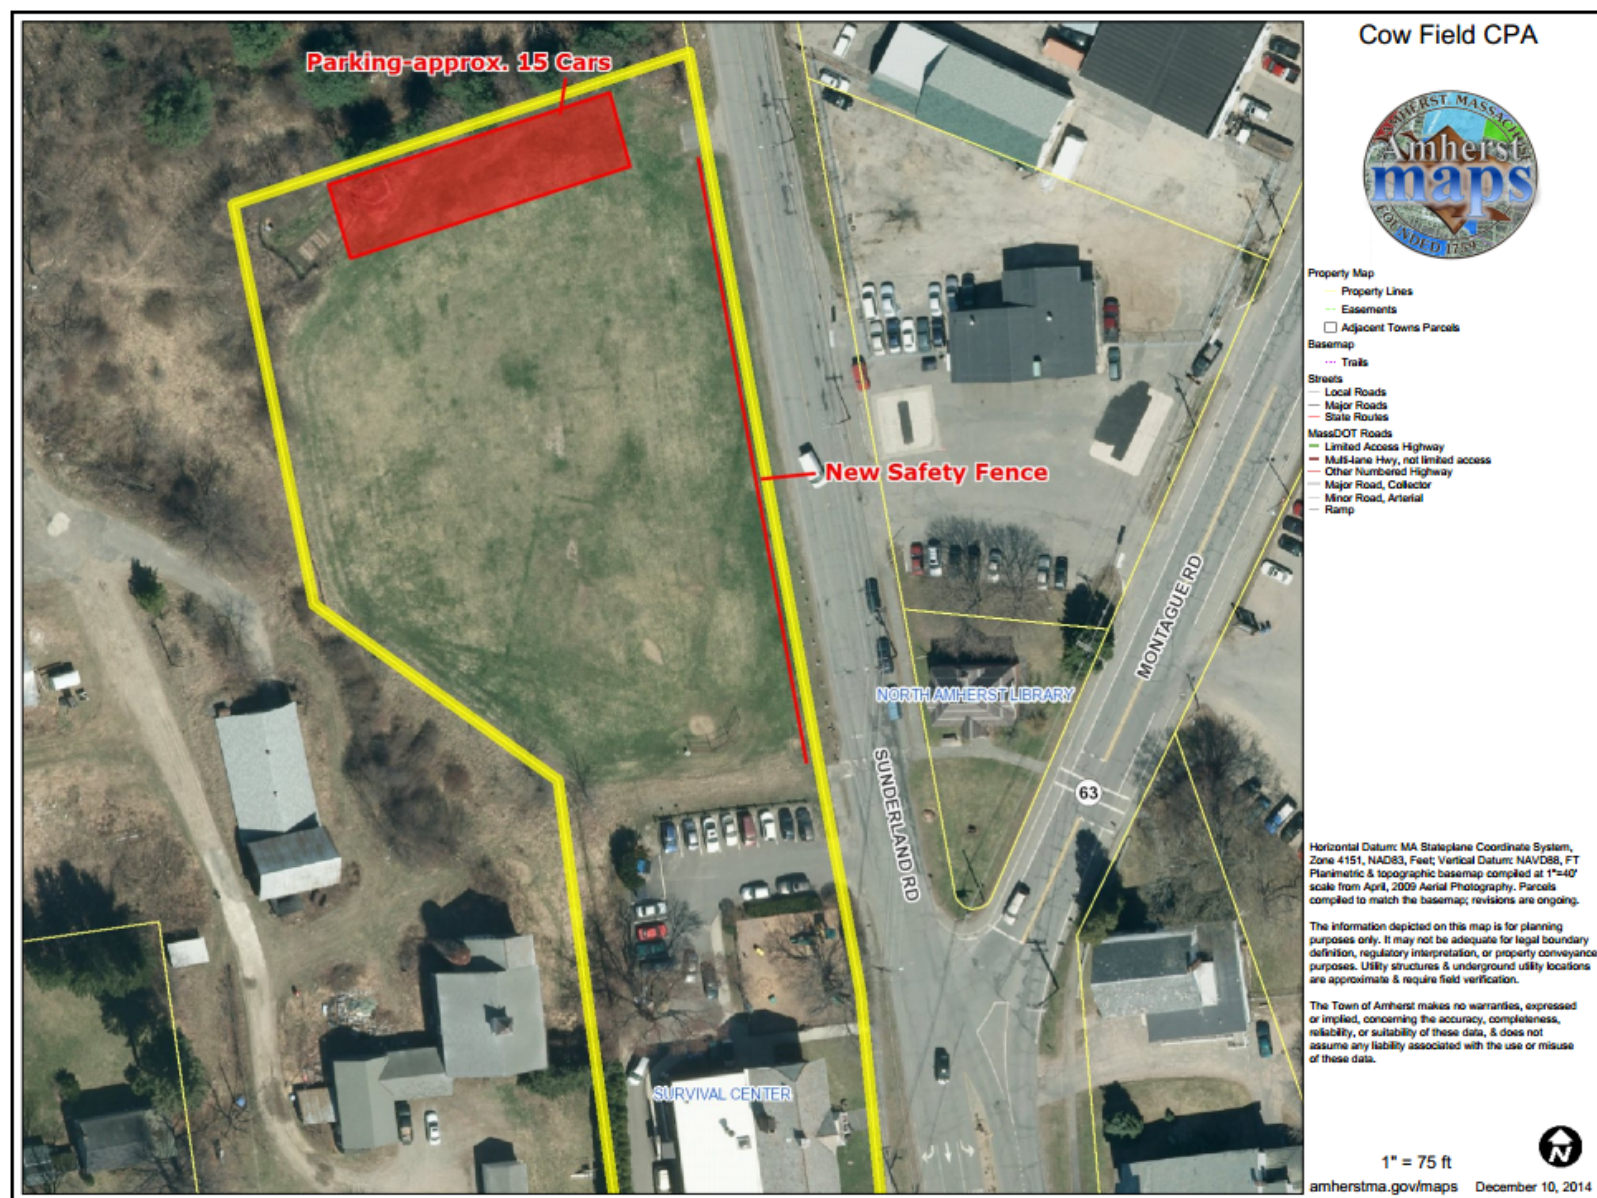 Cow Field CPA
AMHERST MASSACH
Amherst
maps
FOUNDED 1759
Parking-approx. 15 Cars
New Safety Fence
NORTH AMHERST LIBRARY
MONTAGUE RD
SUNDERLAND RD
63
SURVIVAL CENTER
Property Map
Property Lines
Easements
Adjacent Towns Parcels
Basemap
Trails
Streets
Local Roads
Major Roads
State Routes
MassDOT Roads
Limited Access Highway
Multi-lane Hwy, not limited access
Other Numbered Highway
Major Road, Collector
Minor Road, Arterial
Ramp
Horizontal Datum: MA Stateplane Coordinate System,
Zone 4151, NAD83, Feet; Vertical Datum: NAVD88, FT
Planimetric & topographic basemap compiled at 1"=40'
scale from April, 2009 Aerial Photography. Parcels
compiled to match the basemap; revisions are ongoing.
The information depicted on this map is for planning
purposes only. It may not be adequate for legal boundary
definition, regulatory interpretation, or property conveyance
purposes. Utility structures & underground utility locations
are approximate & require field verification.
The Town of Amherst makes no warranties, expressed
or implied, concerning the accuracy, completeness,
reliability, or suitability of these data, & does not
assume any liability associated with the use or misuse
of these data.
N
1" = 75 ft
amherstma.gov/maps December 10, 2014